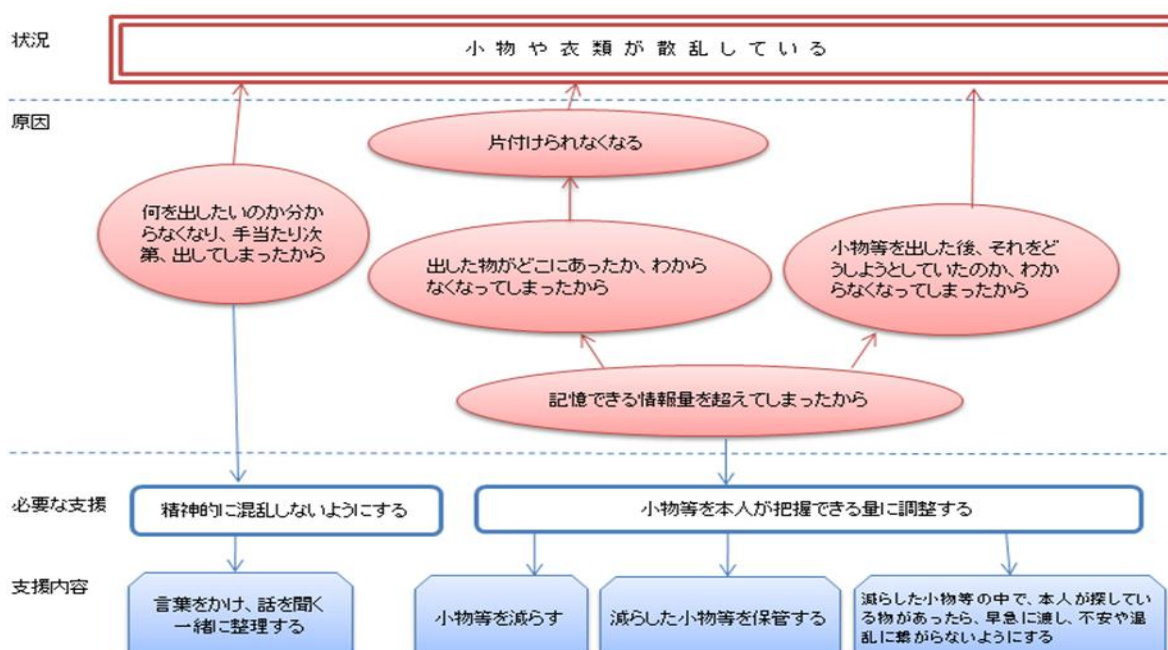 状況
小物や衣類が散乱している
原因
片付けられなくなる
何を出したいのか分か
らなくなり、手当たり次
第、出してしまったから
出した物がどこにあったか、わから
なくなってしまったから
小物等を出した後、それをど
うしようとしていたのか、わか
らなくなってしまったから
記憶できる情報量を超えてしまったから
必要な支援
精神的に混乱しないようにする
小物等を本人が把握できる量に調整する
支援内容
言葉をかけ、話を聞く
一緒に整理する
小物等を減らす
減らした小物等を保管する
減らした小物等の中で、本人が探してい
る物があったら、早急に渡し、不安や混
乱に繋がらないようにする